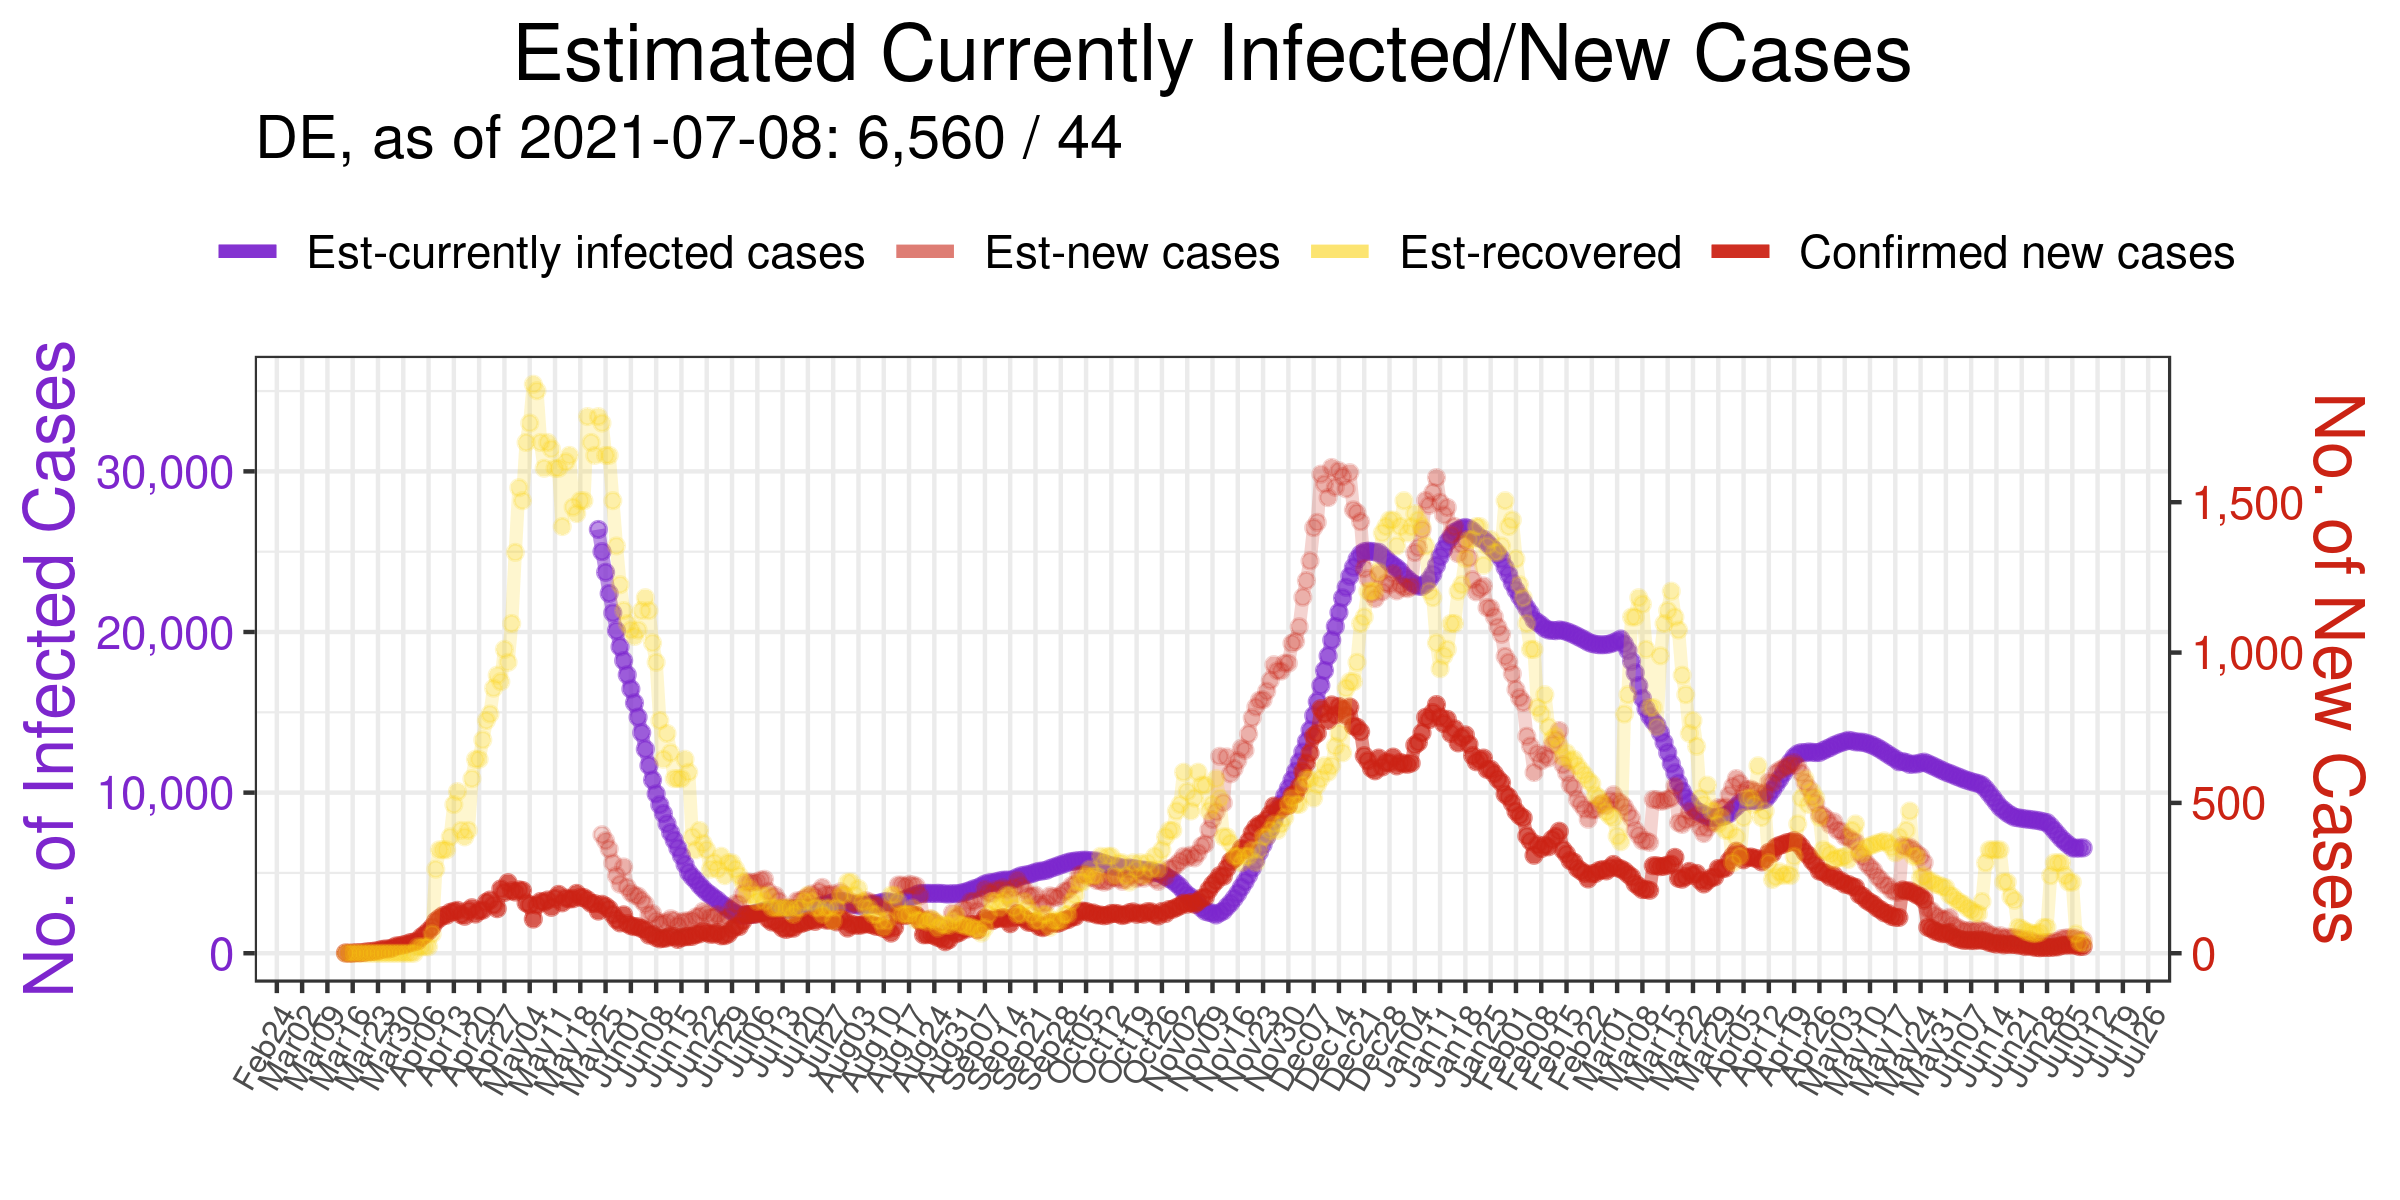 Estimated Currently Infected/New Cases
DE, as of 2021-07-08: 6,560 / 44
Est-currently infected cases
Est-new cases
Est-recovered
Confirmed new cases
No. of Infected Cases
30,000
20,000
10,000
0
1,500
1,000
500
0
No. of New Cases
Feb24
Mar02
Mar09
Mar16
Mar23
Mar30
Apr06
Apr13
Apr20
Apr27
May04
May11
May18
May25
Jun01
Jun08
Jun15
Jun22
Jun29
Jul06
Jul13
Jul20
Jul27
Aug03
Aug10
Aug17
Aug24
Aug31
Sep07
Sep14
Sep21
Sep28
Oct05
Oct12
Oct19
Oct26
Nov02
Nov09
Nov16
Nov23
Nov30
Dec07
Dec14
Dec21
Dec28
Jan04
Jan11
Jan18
Jan25
Feb01
Feb08
Feb15
Feb22
Mar01
Mar08
Mar15
Mar22
Mar29
Apr05
Apr12
Apr19
Apr26
May03
May10
May17
May24
May31
Jun07
Jun14
Jun21
Jun28
Jul05
Jul12
Jul19
Jul26